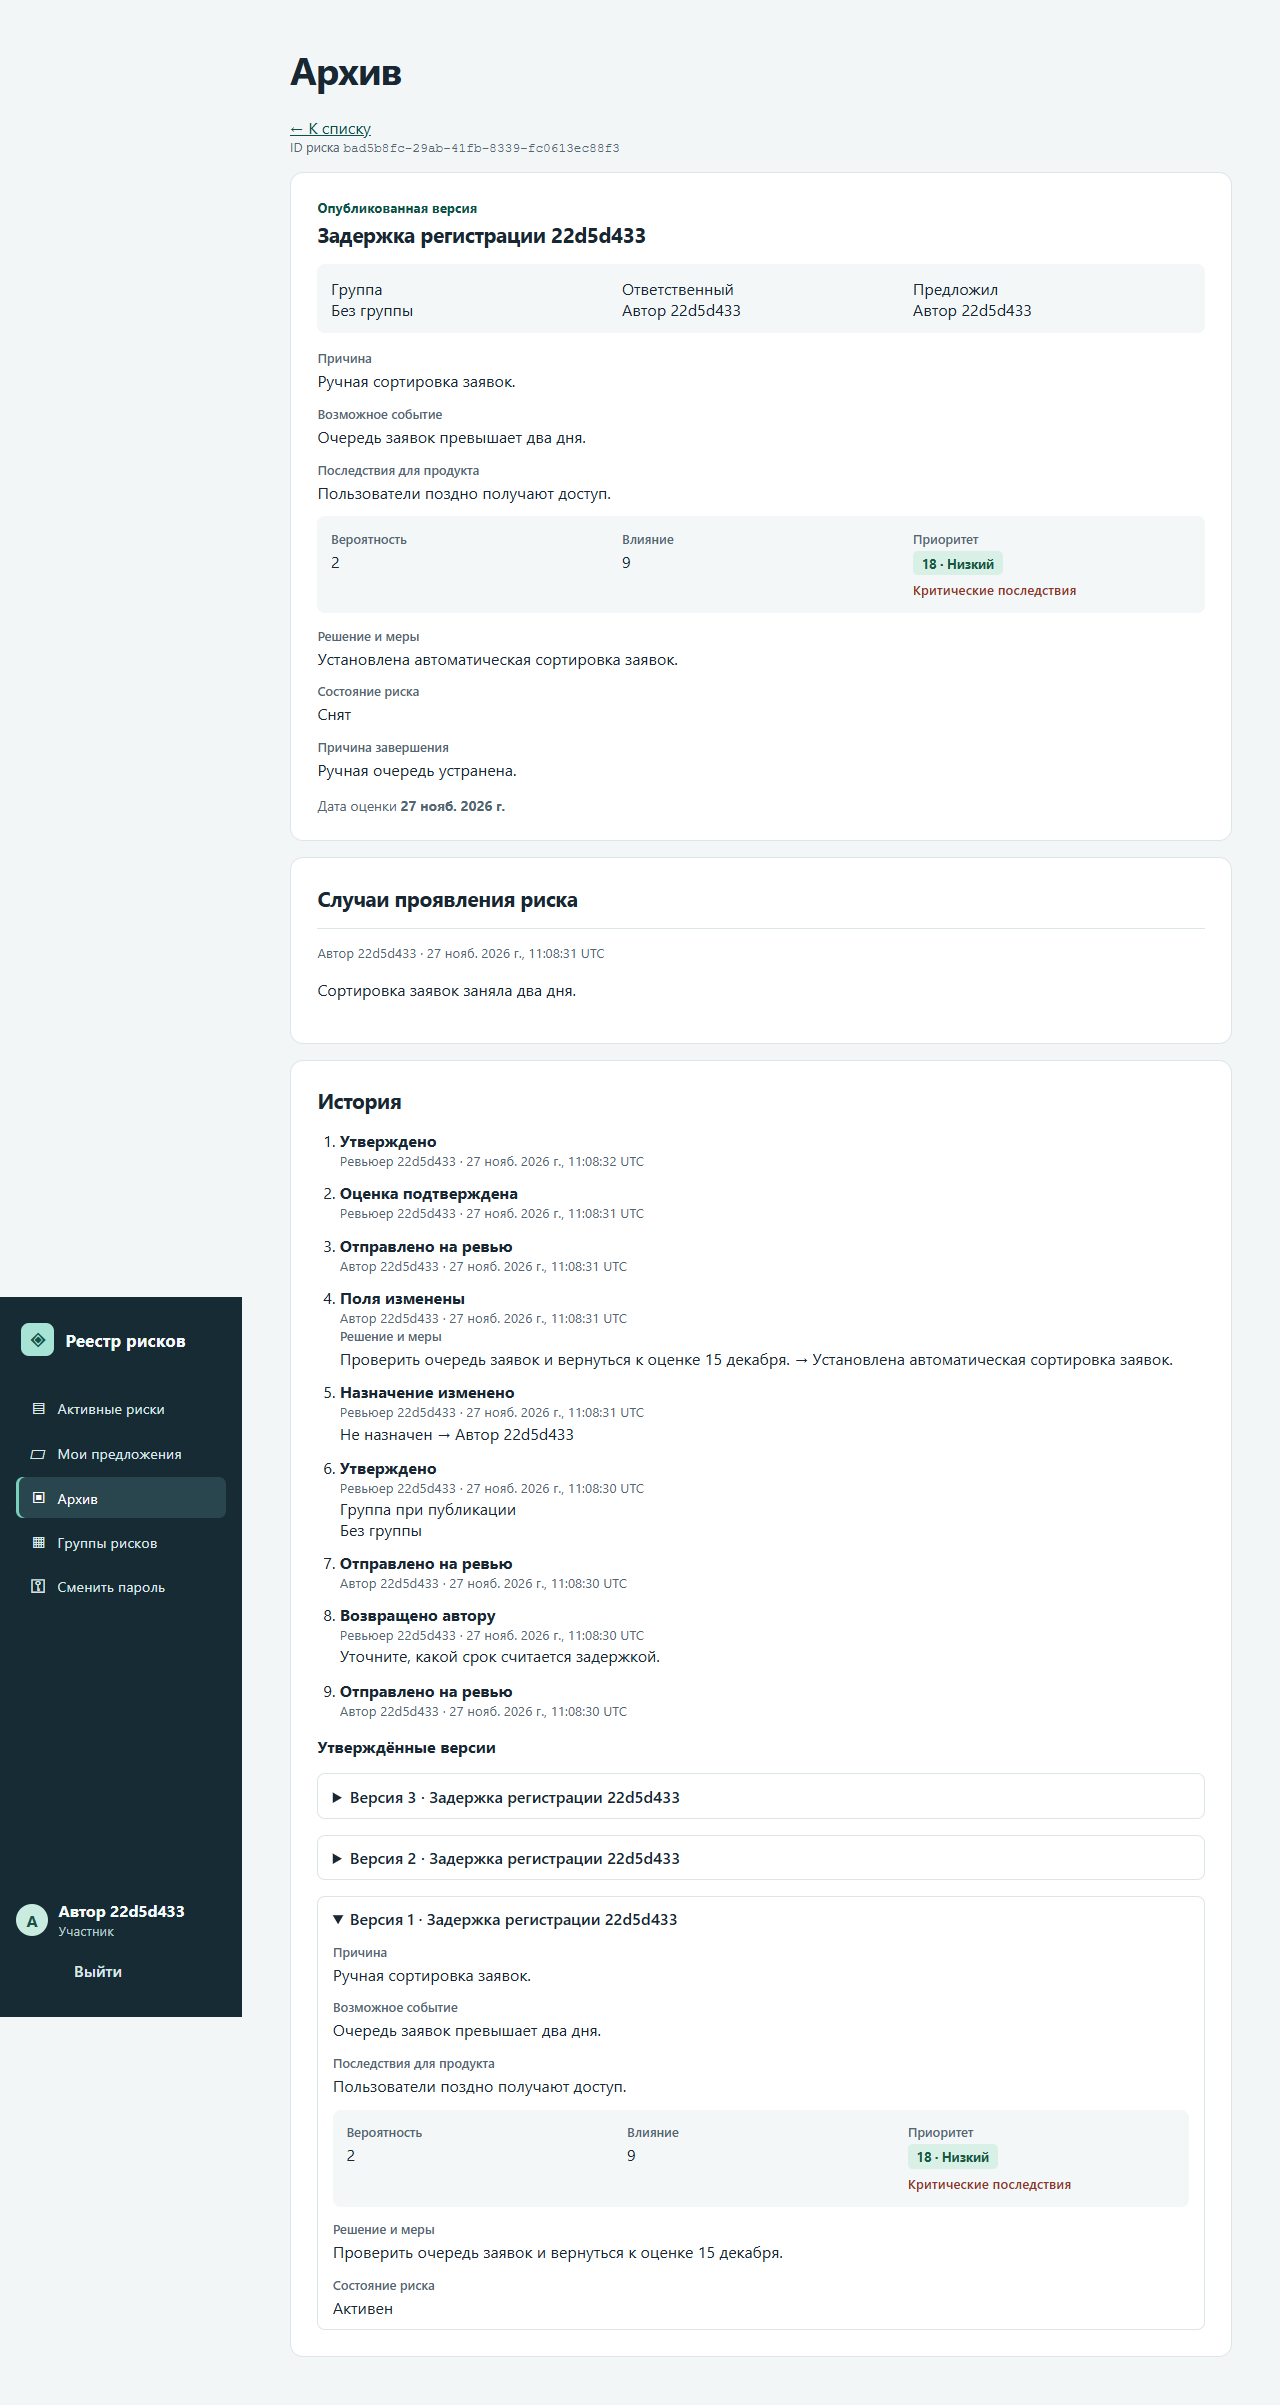 Архив
← К списку
ID риска bad5b8fc-29ab-41fb-8339-fc0613ec88f3
Опубликованная версия
Задержка регистрации 22d5d433
Группа
Без группы
Ответственный
Автор 22d5d433
Предложил
Автор 22d5d433
Причина
Ручная сортировка заявок.
Возможное событие
Очередь заявок превышает два дня.
Последствия для продукта
Пользователи поздно получают доступ.
Вероятность
2
Влияние
9
Приоритет
18 · Низкий
Критические последствия
Решение и меры
Установлена автоматическая сортировка заявок.
Состояние риска
Снят
Причина завершения
Ручная очередь устранена.
Дата оценки 27 нояб. 2026 г.
Случаи проявления риска
Автор 22d5d433 · 27 нояб. 2026 г., 11:08:31 UTC
Сортировка заявок заняла два дня.
История
1. Утверждено
Ревьюер 22d5d433 · 27 нояб. 2026 г., 11:08:32 UTC
2. Оценка подтверждена
Ревьюер 22d5d433 · 27 нояб. 2026 г., 11:08:31 UTC
3. Отправлено на ревью
Автор 22d5d433 · 27 нояб. 2026 г., 11:08:31 UTC
4. Поля изменены
Автор 22d5d433 · 27 нояб. 2026 г., 11:08:31 UTC
Решение и меры
Проверить очередь заявок и вернуться к оценке 15 декабря. → Установлена автоматическая сортировка заявок.
5. Назначение изменено
Ревьюер 22d5d433 · 27 нояб. 2026 г., 11:08:31 UTC
Не назначен → Автор 22d5d433
6. Утверждено
Ревьюер 22d5d433 · 27 нояб. 2026 г., 11:08:30 UTC
Группа при публикации
Без группы
7. Отправлено на ревью
Автор 22d5d433 · 27 нояб. 2026 г., 11:08:30 UTC
8. Возвращено автору
Ревьюер 22d5d433 · 27 нояб. 2026 г., 11:08:30 UTC
Уточните, какой срок считается задержкой.
9. Отправлено на ревью
Автор 22d5d433 · 27 нояб. 2026 г., 11:08:30 UTC
Утверждённые версии
Версия 3 · Задержка регистрации 22d5d433
Версия 2 · Задержка регистрации 22d5d433
Версия 1 · Задержка регистрации 22d5d433
Причина
Ручная сортировка заявок.
Возможное событие
Очередь заявок превышает два дня.
Последствия для продукта
Пользователи поздно получают доступ.
Вероятность
2
Влияние
9
Приоритет
18 · Низкий
Критические последствия
Решение и меры
Проверить очередь заявок и вернуться к оценке 15 декабря.
Состояние риска
Активен
Реестр рисков
Активные риски
Мои предложения
Архив
Группы рисков
Сменить пароль
А
Автор 22d5d433
Участник
Выйти